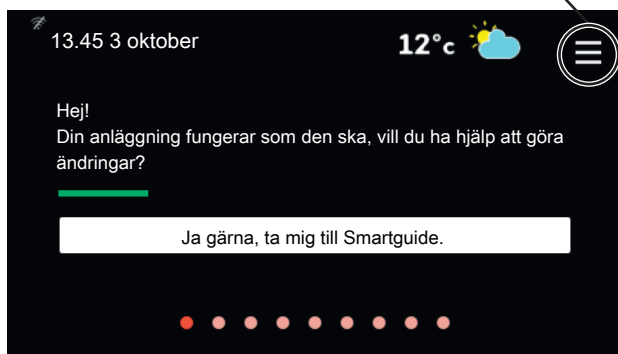 13.45 3 oktober
12°c
Hej!
Din anläggning fungerar som den ska, vill du ha hjälp att göra
ändringar?
Ja gärna, ta mig till Smartguide.